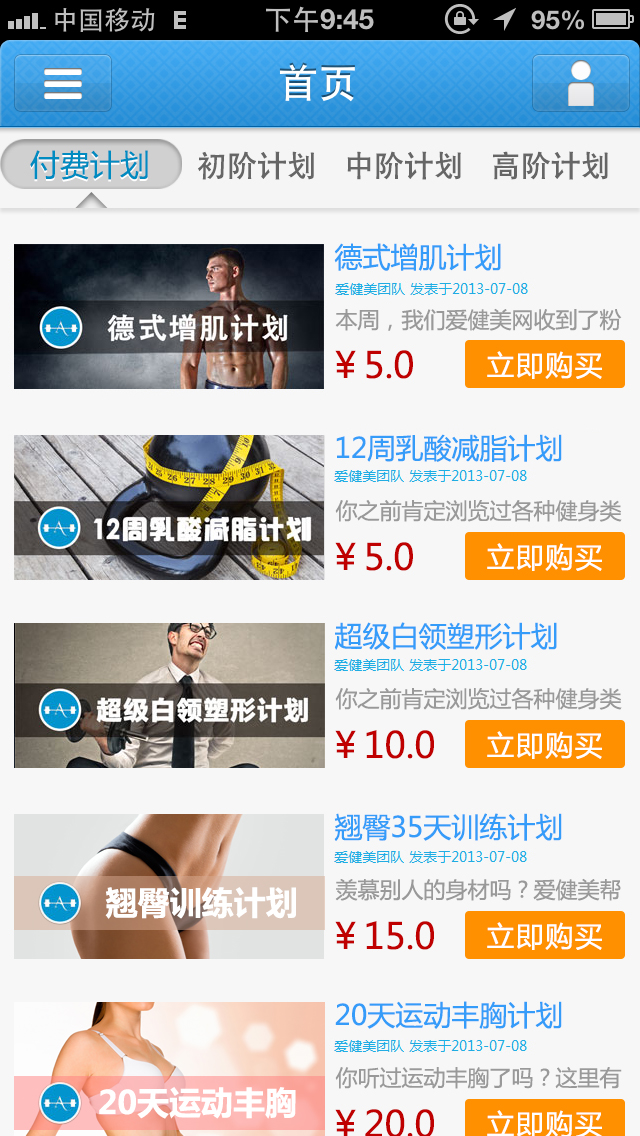 中国移动 E 下午9:45 95%
首页
付费计划 初阶计划 中阶计划 高阶计划
德式增肌计划
德式增肌计划
爱健美团队 发表于2013-07-08
本周，我们爱健美网收到了粉
¥ 5.0 立即购买
12周乳酸减脂计划
12周乳酸减脂计划
爱健美团队 发表于2013-07-08
你之前肯定浏览过各种健身类
¥ 5.0 立即购买
超级白领塑形计划
超级白领塑形计划
爱健美团队 发表于2013-07-08
你之前肯定浏览过各种健身类
¥ 10.0 立即购买
翘臀训练计划
翘臀35天训练计划
爱健美团队 发表于2013-07-08
羡慕别人的身材吗？爱健美帮
¥ 15.0 立即购买
20天运动丰胸
20天运动丰胸计划
爱健美团队 发表于2013-07-08
你听过运动丰胸了吗？这里有
¥ 20.0 立即购买